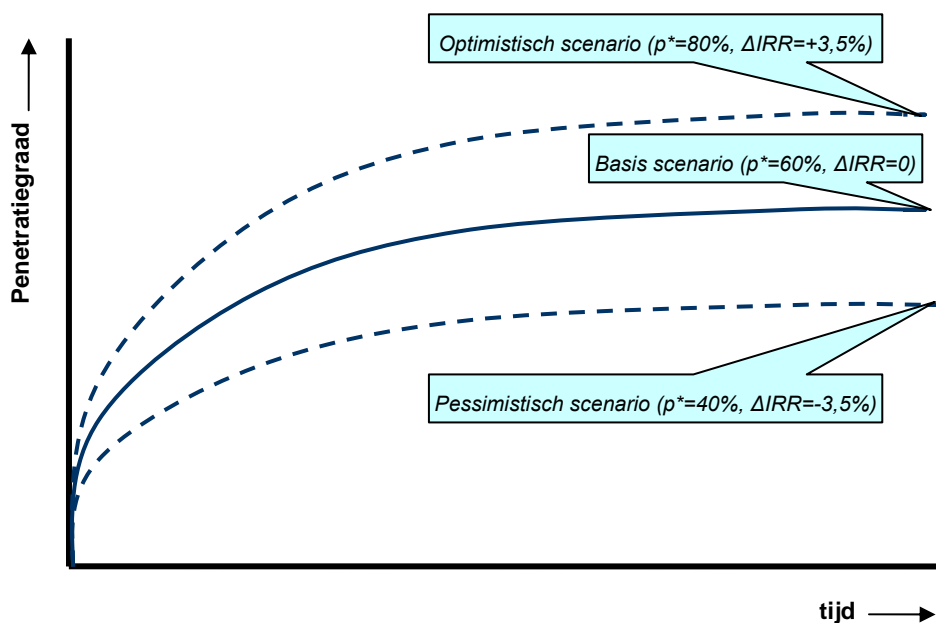 Optimistisch scenario (p*=80%, ΔIRR=+3,5%)
Basis scenario (p*=60%, ΔIRR=0)
Pessimistisch scenario (p*=40%, ΔIRR=-3,5%)
Penetratiegraad
tijd